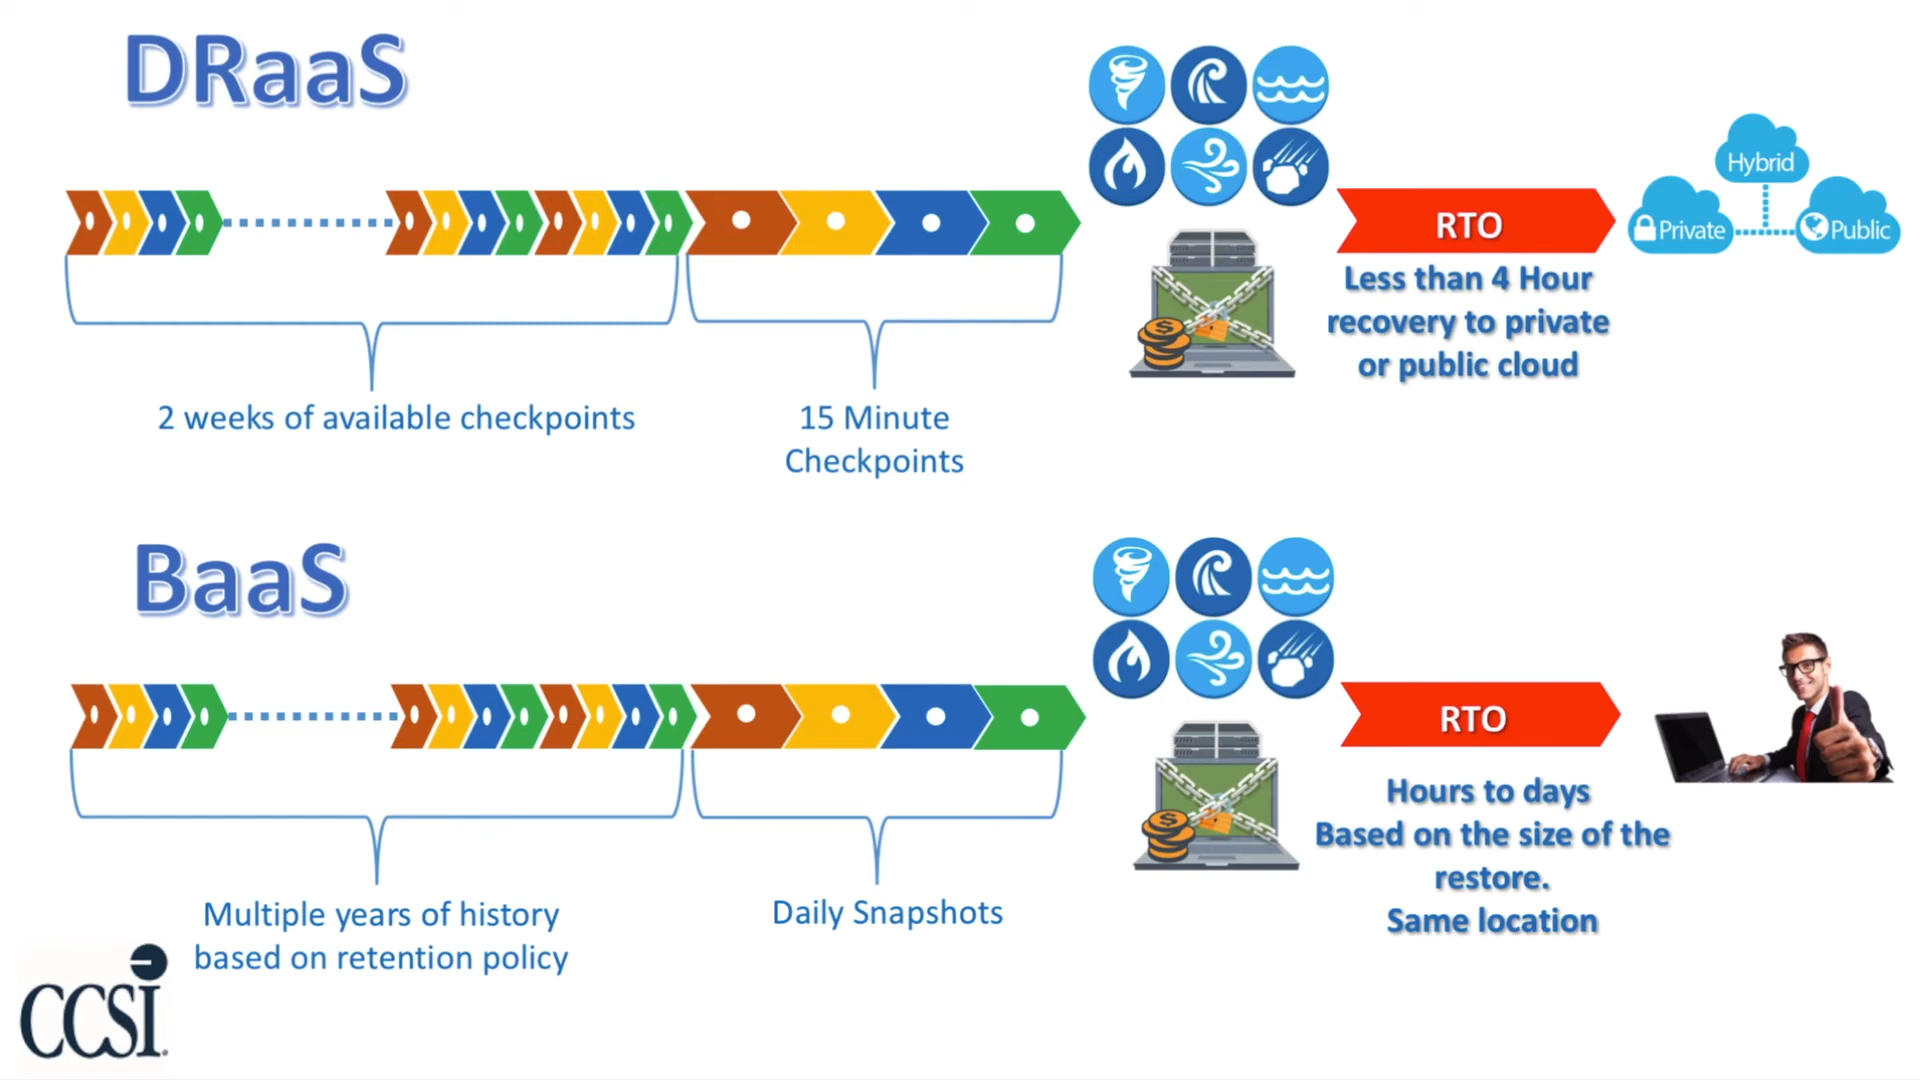 DRaaS
RTO
Hybrid
Private
Public
Less than 4 Hour
recovery to private
or public cloud
2 weeks of available checkpoints
15 Minute
Checkpoints
$
BaaS
RTO
Hours to days
Based on the size of the
restore.
Same location
Multiple years of history
based on retention policy
Daily Snapshots
$
CCSI